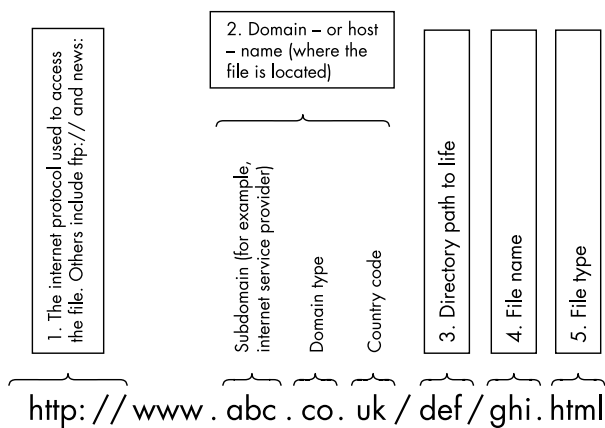 1. The internet protocol used to access
the file. Others include ftp:// and news:
2. Domain – or host
– name (where the
file is located)
Subdomain (for example,
internet service provider)
Domain type
Country code
3. Directory path to life
4. File name
5. File type
http://www.abc.co.uk/def/ghi.html